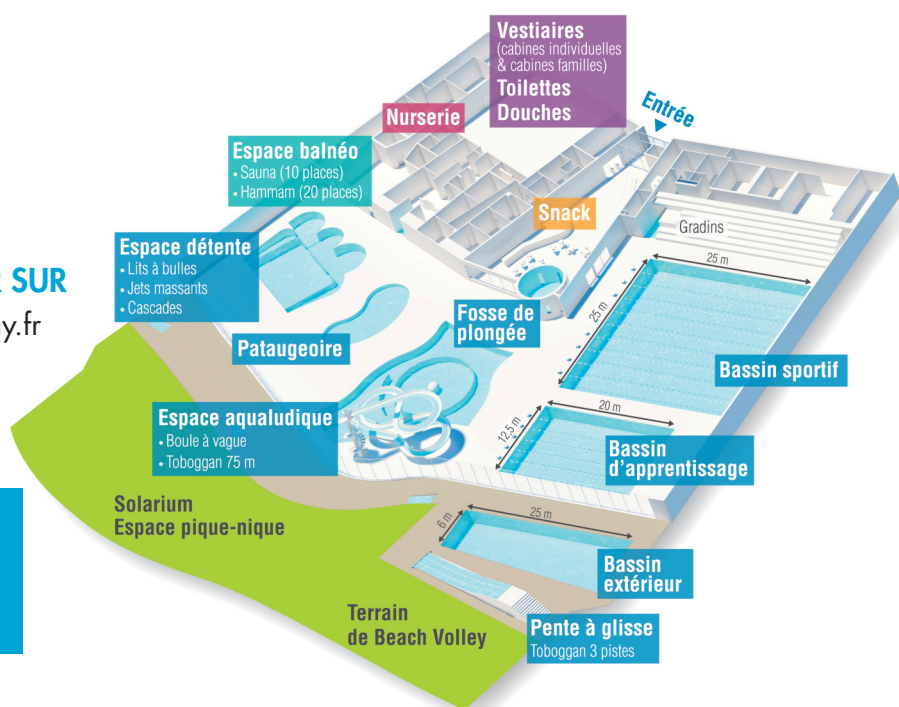 Vestiaires
(cabines individuelles
& cabines familles)
Toilettes
Douches
Entrée
Nurserie
Espace balnéo
• Sauna (10 places)
• Hammam (20 places)
Snack
Gradins
Espace détente
• Lits à bulles
• Jets massants
• Cascades
SUR
y.fr
25 m
25 m
Fosse de
plongée
Pataugeoire
Bassin sportif
Espace aqualudique
• Boule à vague
• Toboggan 75 m
20 m
12,5 m
Bassin
d'apprentissage
Solarium
Espace pique-nique
25 m
6 m
Bassin
extérieur
Terrain
de Beach Volley
Pente à glisse
Toboggan 3 pistes